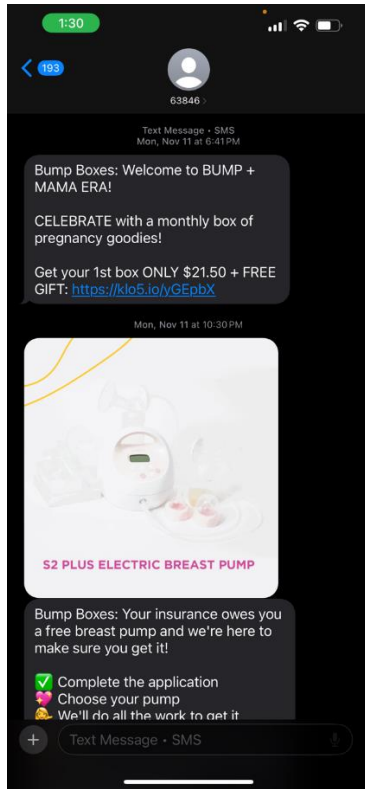 1:30
193
63846
Text Message • SMS
Mon, Nov 11 at 6:41 PM
Bump Boxes: Welcome to BUMP +
MAMA ERA!
CELEBRATE with a monthly box of
pregnancy goodies!
Get your 1st box ONLY $21.50 + FREE
GIFT: https://klo5.io/yGEpbX
Mon, Nov 11 at 10:30 PM
S2 PLUS ELECTRIC BREAST PUMP
Bump Boxes: Your insurance owes you
a free breast pump and we're here to
make sure you get it!
✅ Complete the application
💖 Choose your pump
💁 We'll do all the work to get it
Text Message • SMS